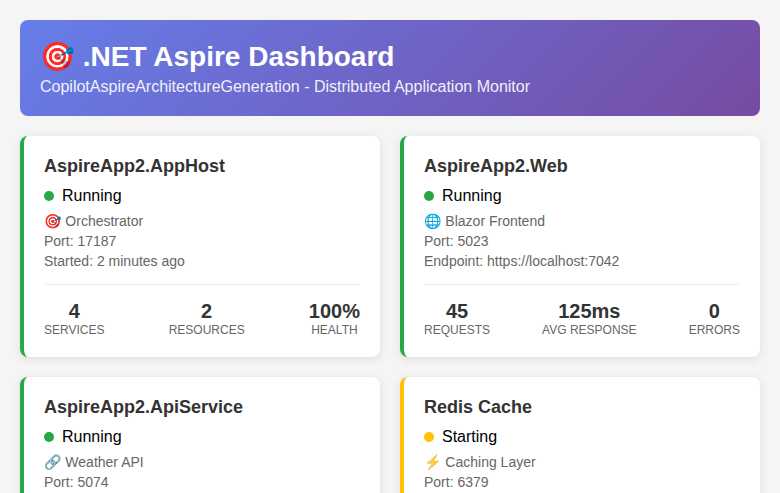 🎯 .NET Aspire Dashboard
CopilotAspireArchitectureGeneration - Distributed Application Monitor
AspireApp2.AppHost
Running
🎯 Orchestrator
Port: 17187
Started: 2 minutes ago
4 2 100%
SERVICES RESOURCES HEALTH
AspireApp2.Web
Running
🌐 Blazor Frontend
Port: 5023
Endpoint: https://localhost:7042
45 125ms 0
REQUESTS AVG RESPONSE ERRORS
AspireApp2.ApiService
Running
🔗 Weather API
Port: 5074
Redis Cache
Starting
⚡ Caching Layer
Port: 6379